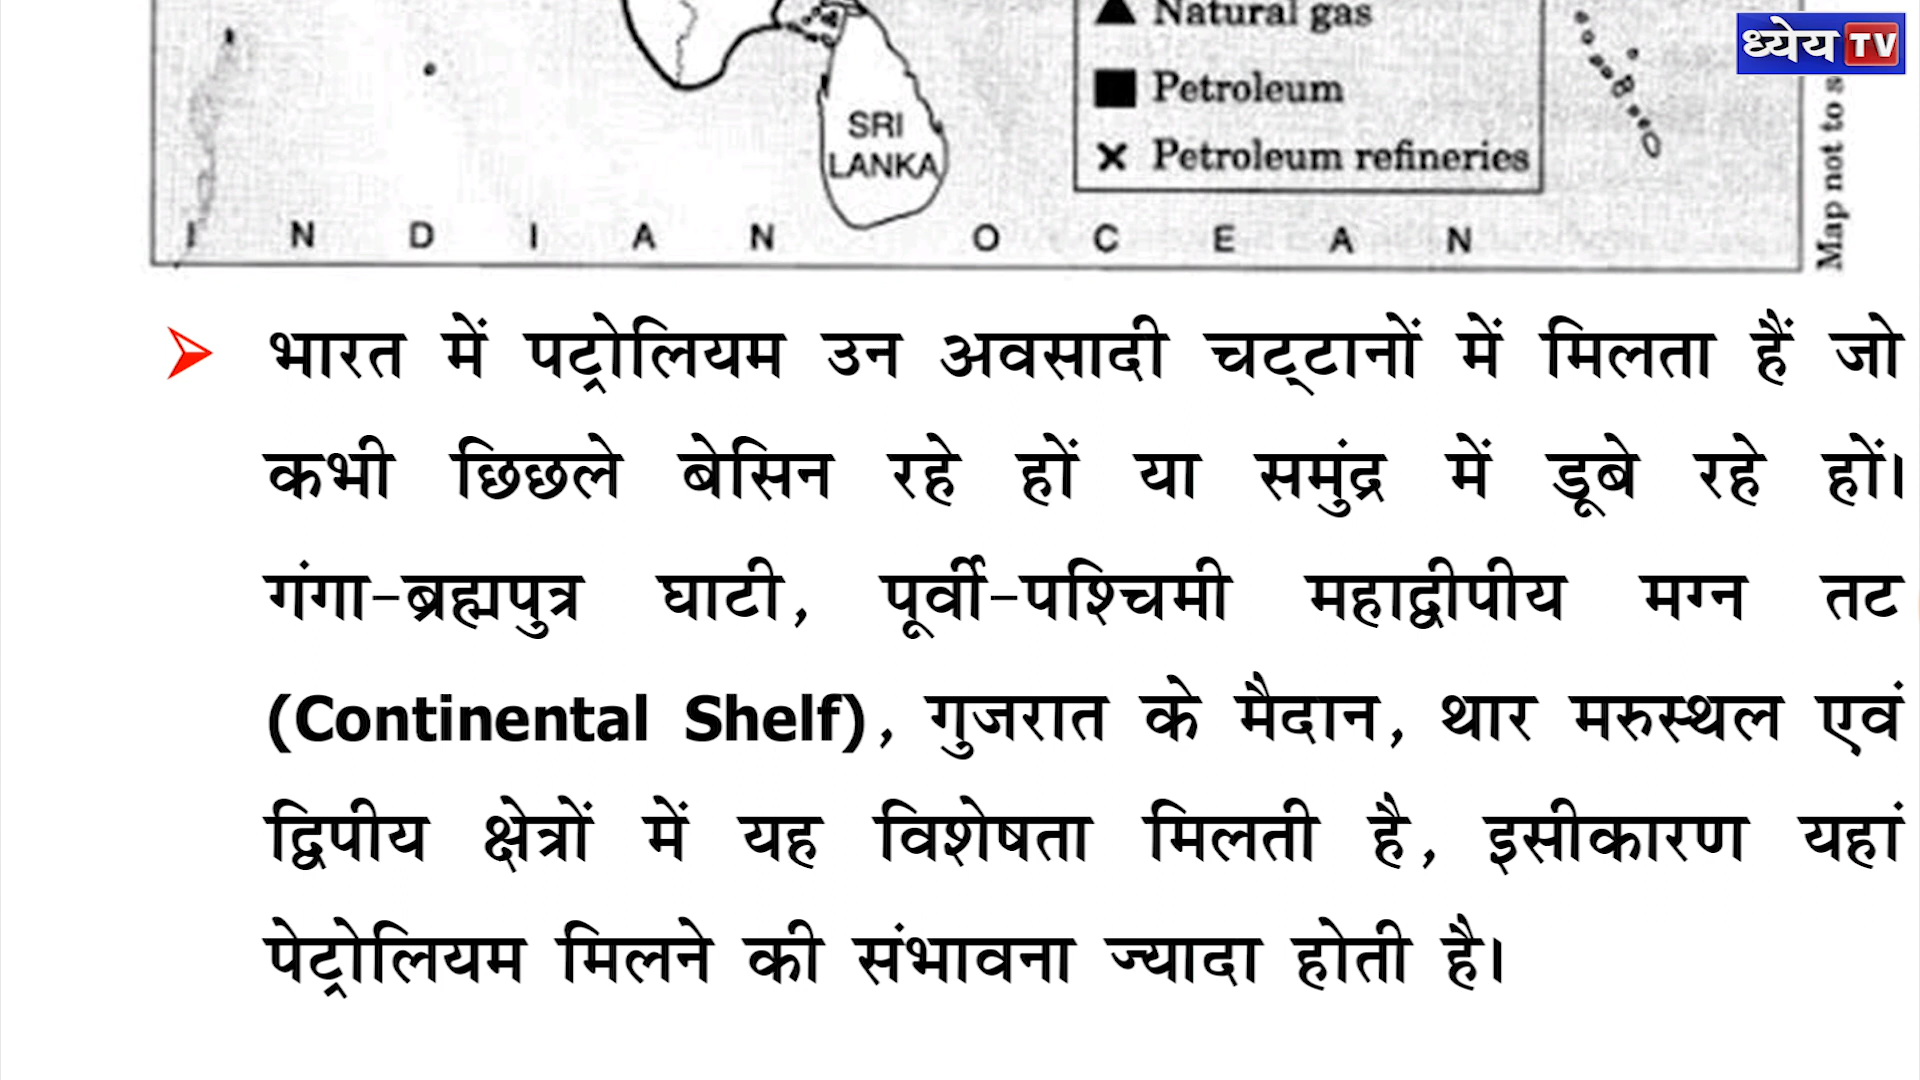 Natural gas
ध्येय TV
Petroleum
Petroleum refineries
SRI
LANKA
INDIAN OCEAN
Map not to s
भारत में पट्रोलियम उन अवसादी चट्टानों में मिलता हैं जो
कभी छिछले बेसिन रहे हों या समुंद्र में डूबे रहे हों।
गंगा-ब्रह्मपुत्र घाटी, पूर्वी-पश्चिमी महाद्वीपीय मग्न तट
(Continental Shelf), गुजरात के मैदान, थार मरुस्थल एवं
द्विपीय क्षेत्रों में यह विशेषता मिलती है, इसीकारण यहां
पेट्रोलियम मिलने की संभावना ज्यादा होती है।